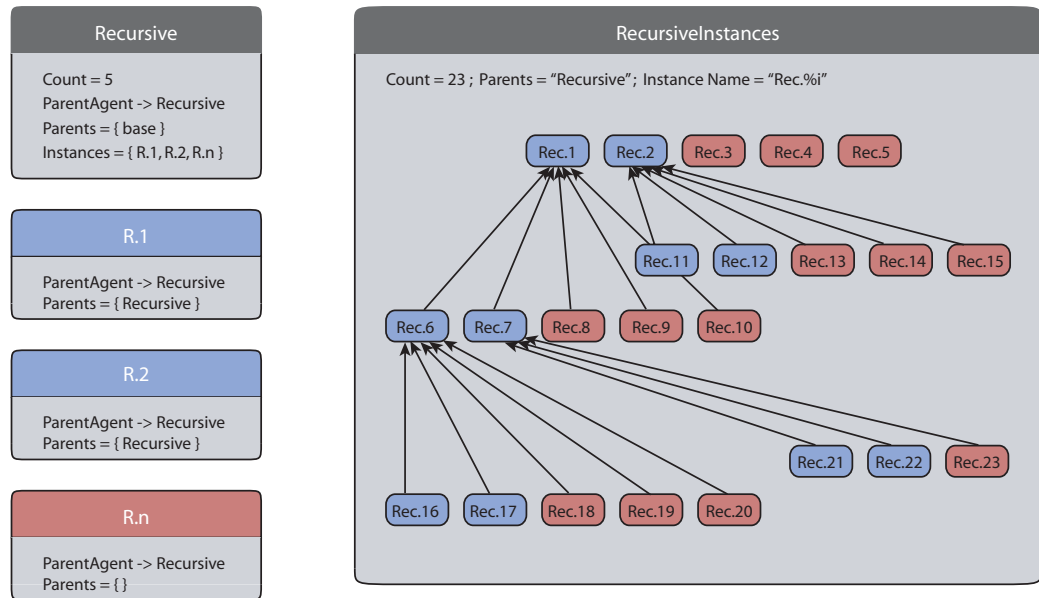 Recursive
Count = 5
ParentAgent -> Recursive
Parents = { base }
Instances = { R.1, R.2, R.n }
R.1
ParentAgent -> Recursive
Parents = { Recursive }
R.2
ParentAgent -> Recursive
Parents = { Recursive }
R.n
ParentAgent -> Recursive
Parents = { }
RecursiveInstances
Count = 23 ; Parents = “Recursive” ; Instance Name = “Rec.%i”
Rec.1 Rec.2 Rec.3 Rec.4 Rec.5
Rec.11 Rec.12 Rec.13 Rec.14 Rec.15
Rec.6 Rec.7 Rec.8 Rec.9 Rec.10
Rec.21 Rec.22 Rec.23
Rec.16 Rec.17 Rec.18 Rec.19 Rec.20